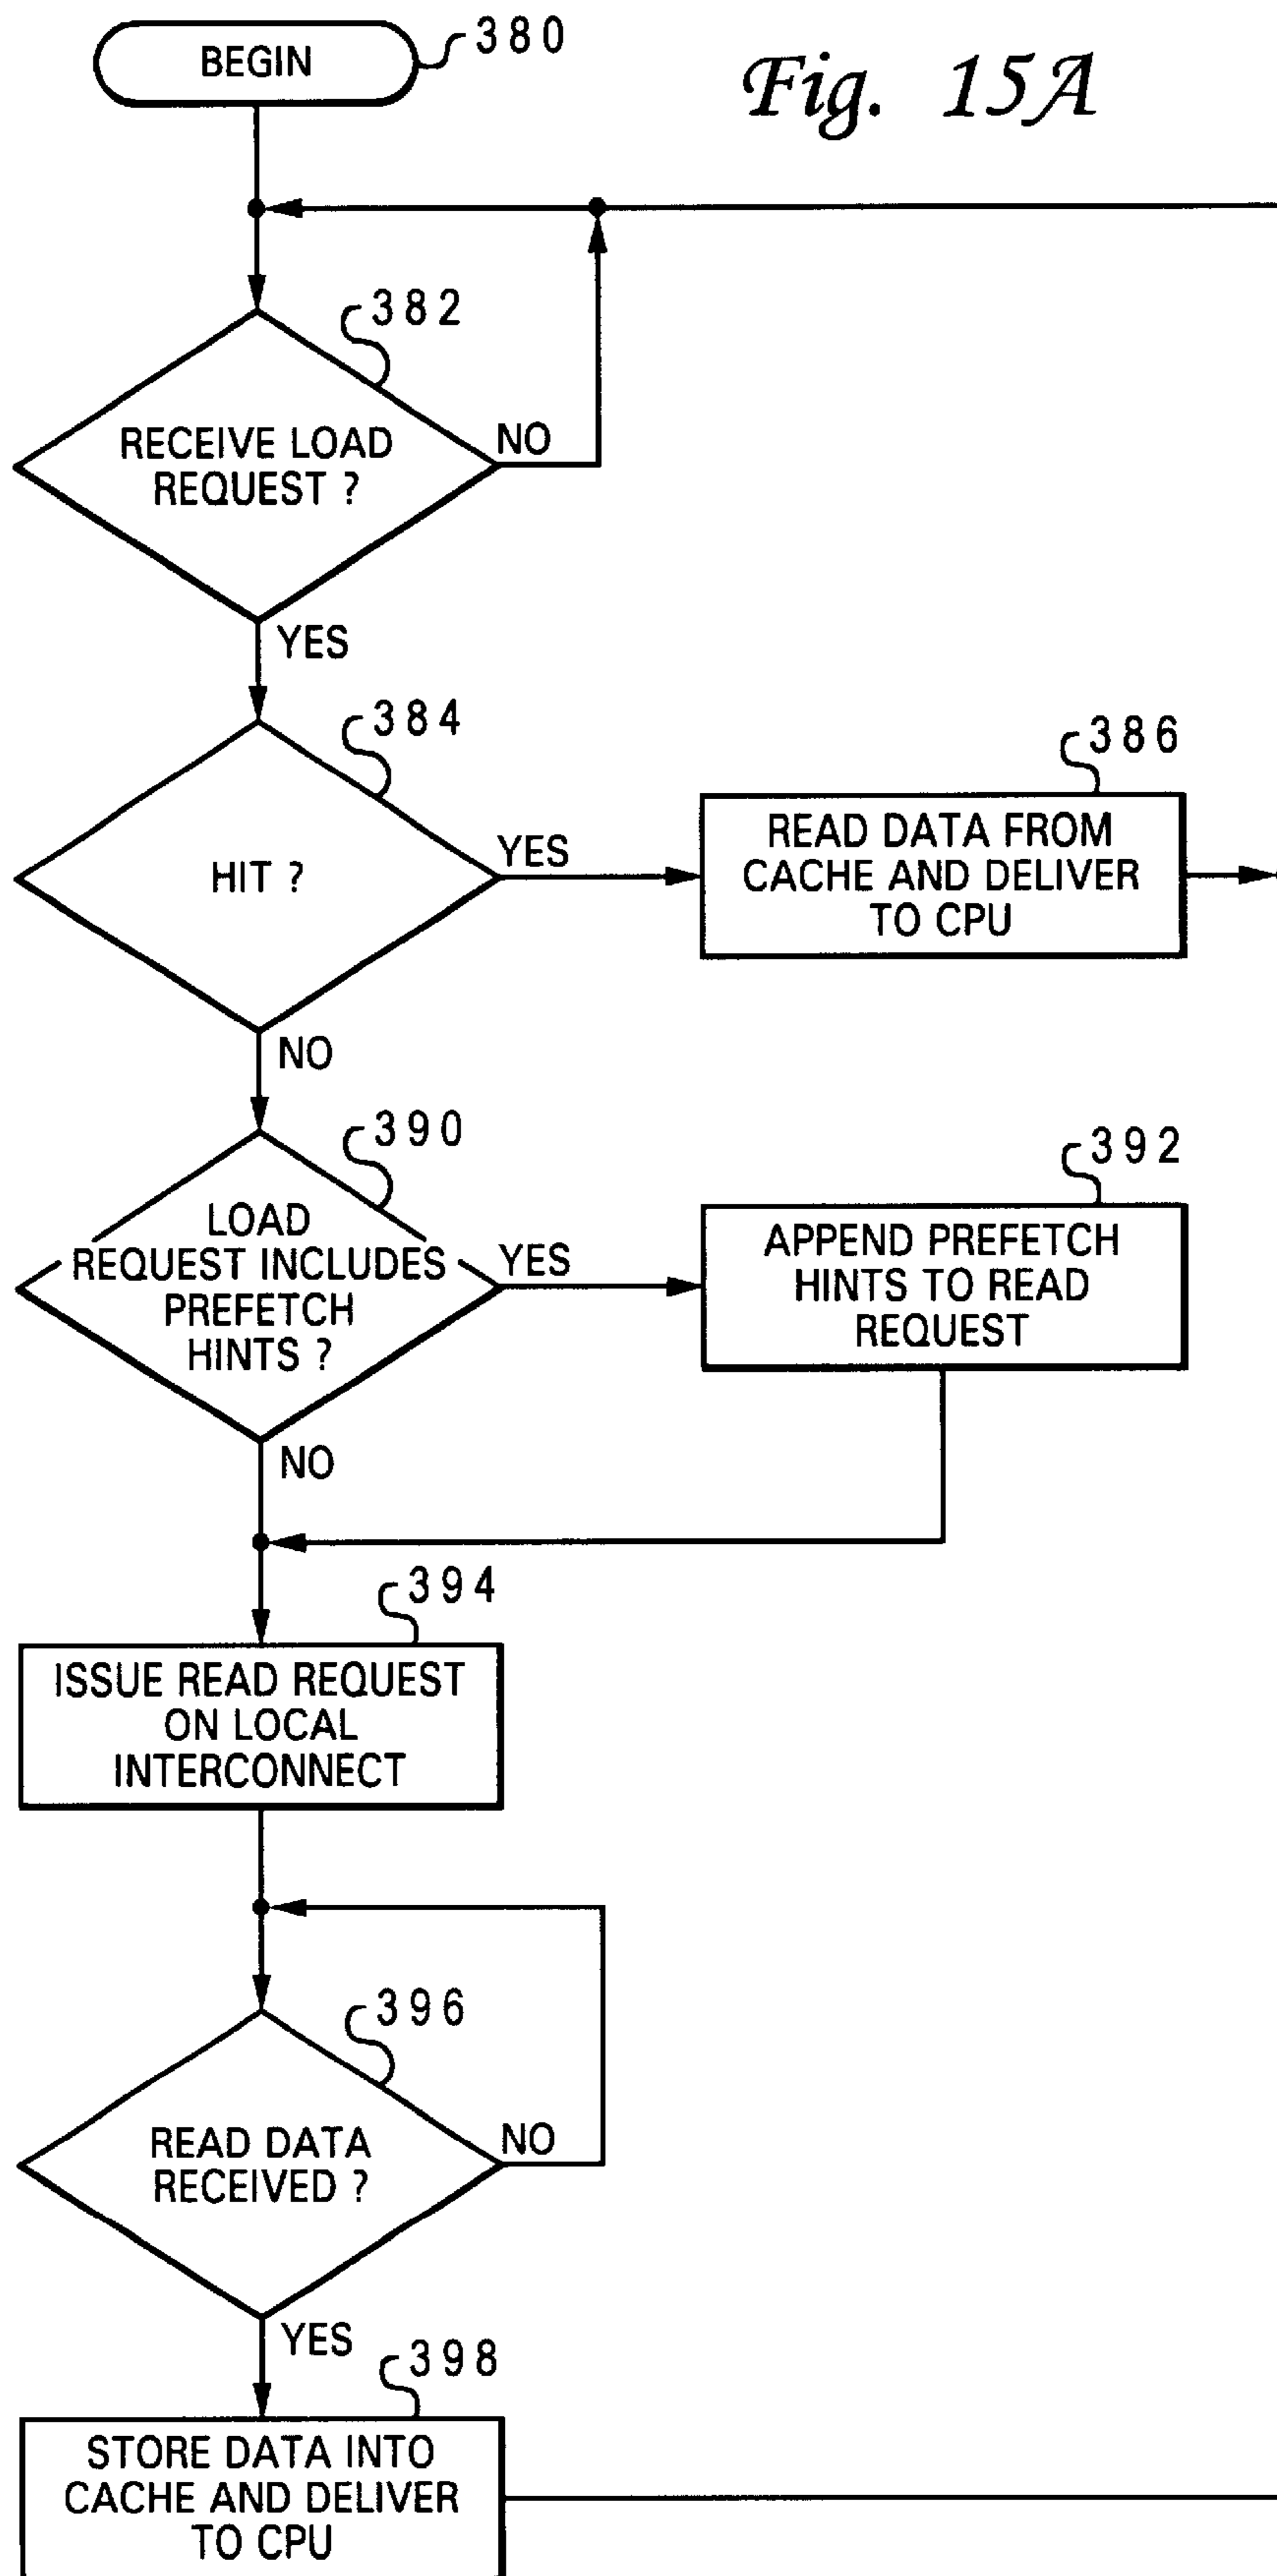 BEGIN
380
Fig. 15A
382
RECEIVE LOAD
REQUEST ?
NO
YES
384
HIT ?
YES
386
READ DATA FROM
CACHE AND DELIVER
TO CPU
NO
390
LOAD
REQUEST INCLUDES
PREFETCH
HINTS ?
YES
392
APPEND PREFETCH
HINTS TO READ
REQUEST
NO
394
ISSUE READ REQUEST
ON LOCAL
INTERCONNECT
396
READ DATA
RECEIVED ?
NO
YES
398
STORE DATA INTO
CACHE AND DELIVER
TO CPU